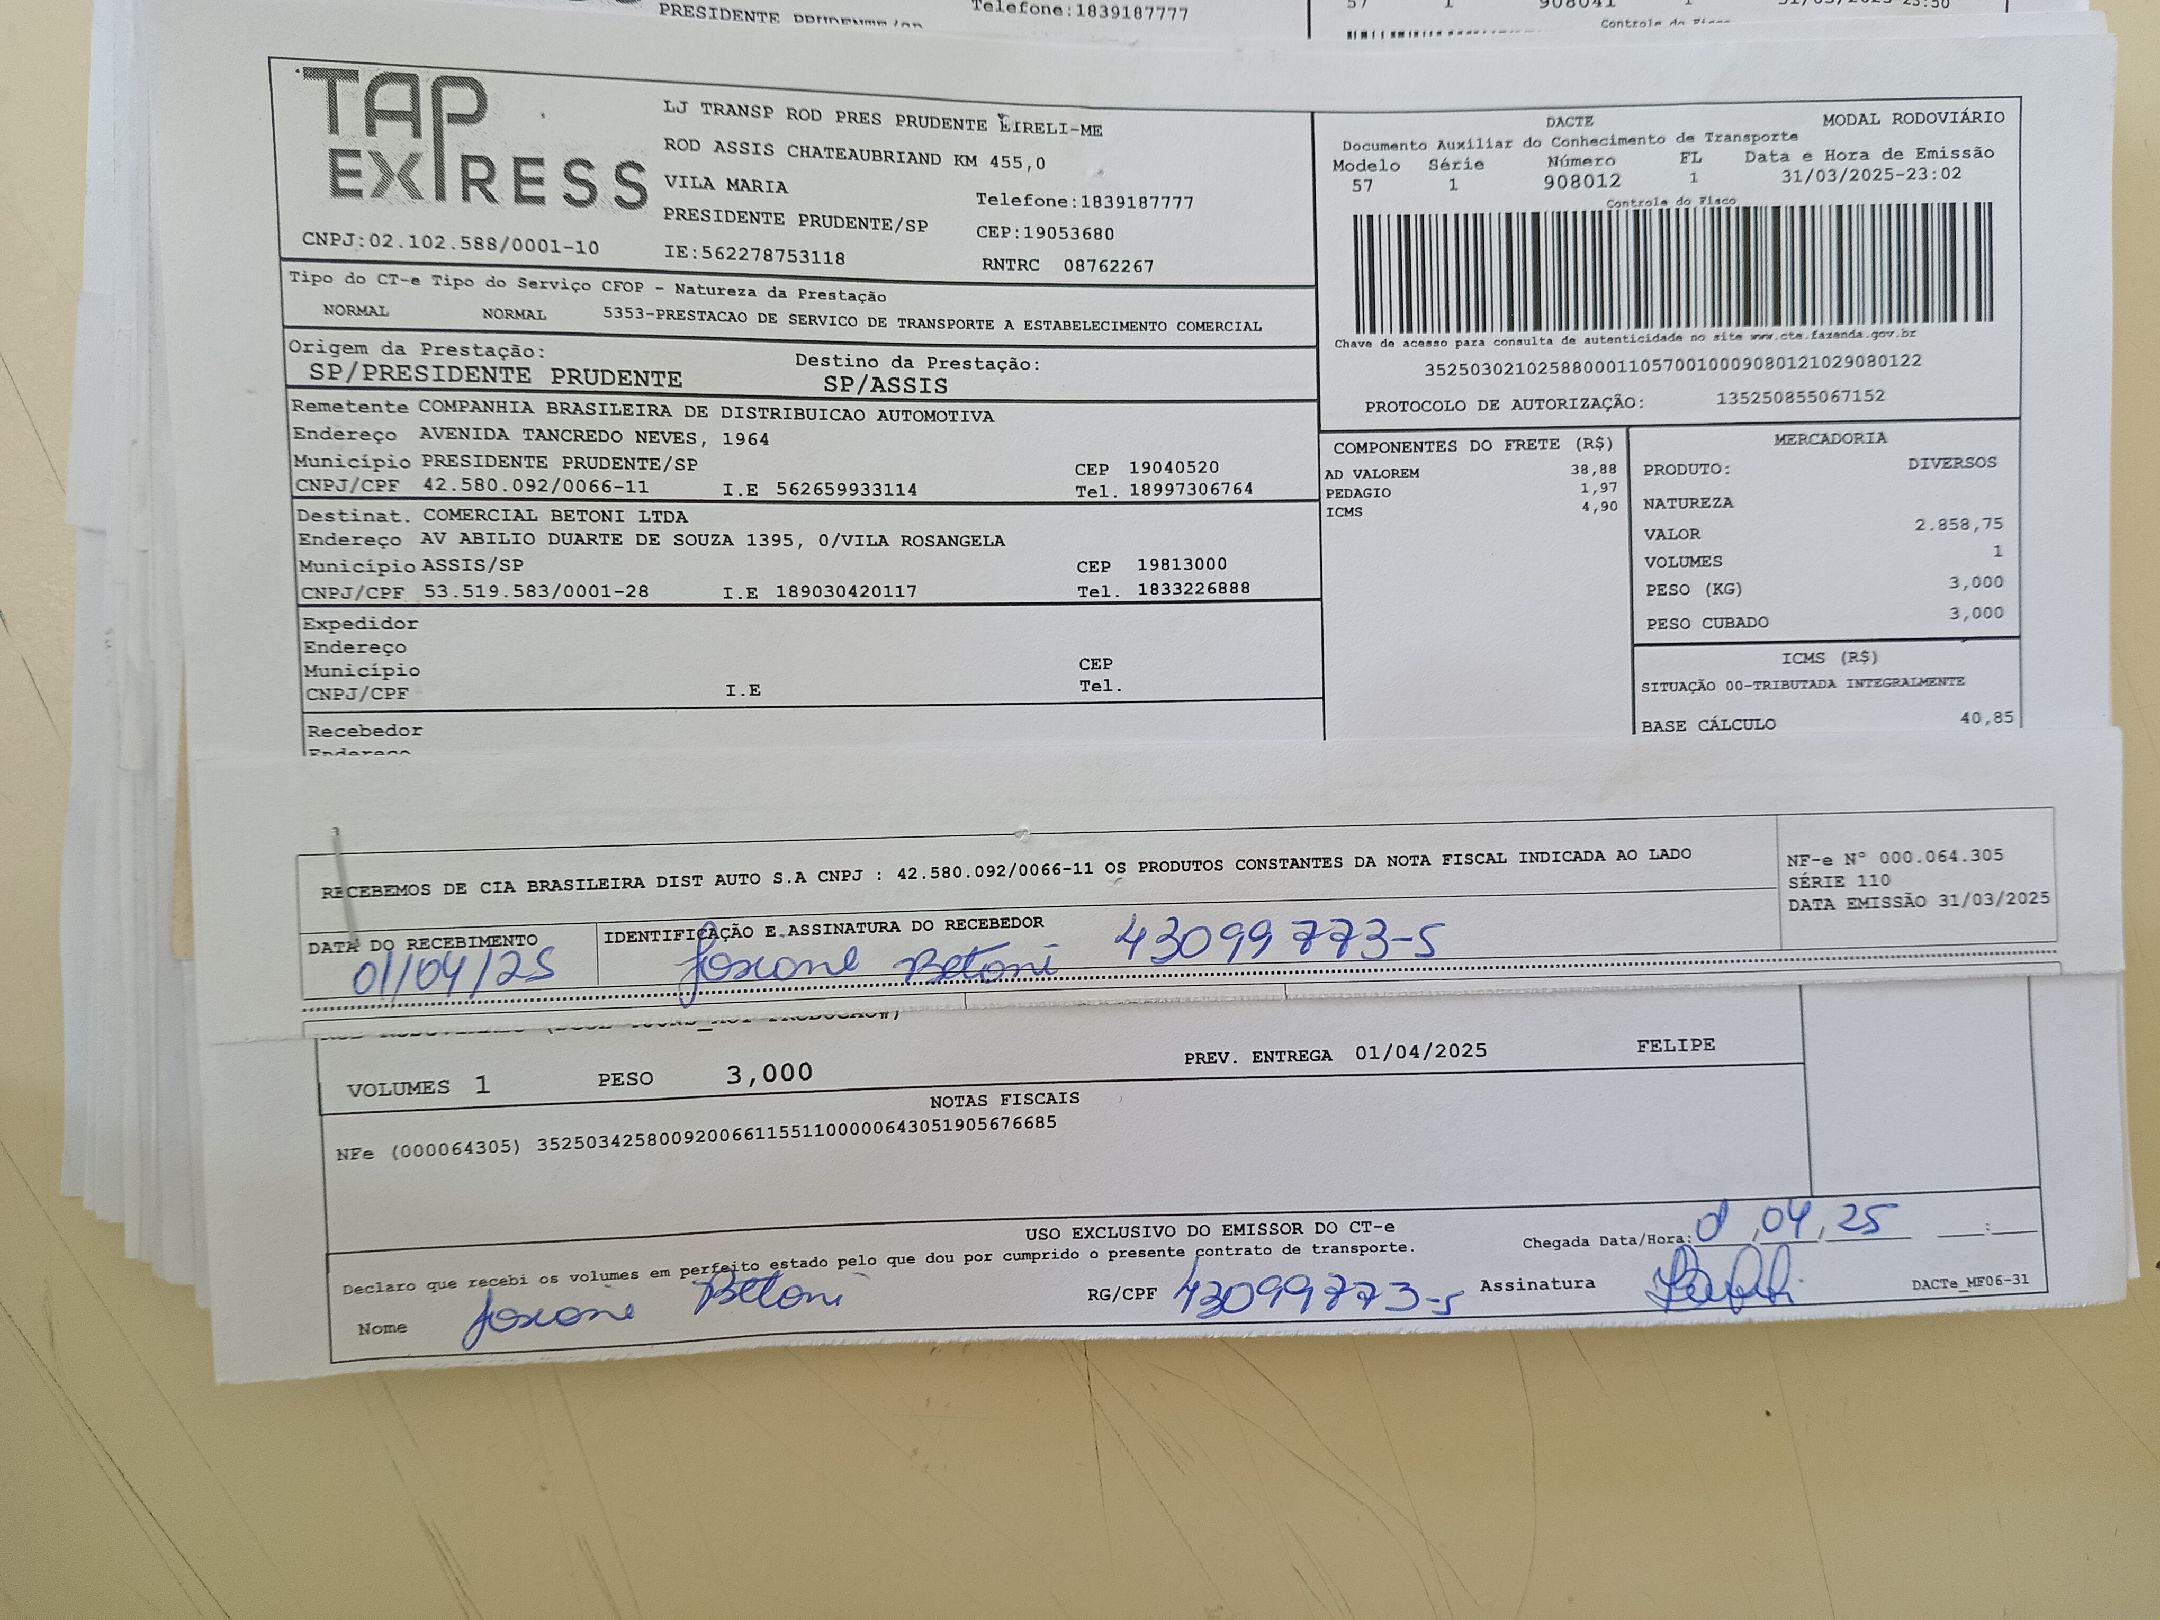 PRESIDENTE
Telefone:1839187777
57 1 908041 31/03/2025-23:50
Controle do Fisco
TAP EXPRESS
CNPJ:02.102.588/0001-10
LJ TRANSP ROD PRES PRUDENTE EIRELI-ME
ROD ASSIS CHATEAUBRIAND KM 455,0
VILA MARIA
PRESIDENTE PRUDENTE/SP
IE:562278753118
Telefone:1839187777
CEP:19053680
RNTRC 08762267
DACTE MODAL RODOVIÁRIO
Documento Auxiliar do Conhecimento de Transporte
Modelo Série Número FL Data e Hora de Emissão
57 1 908012 1 31/03/2025-23:02
Controle do Fisco
Chave de acesso para consulta de autenticidade no site www.cte.fazenda.gov.br
35250302102588000110570010009080121029080122
PROTOCOLO DE AUTORIZAÇÃO: 135250855067152
Tipo do CT-e Tipo do Serviço CFOP - Natureza da Prestação
NORMAL NORMAL 5353-PRESTACAO DE SERVICO DE TRANSPORTE A ESTABELECIMENTO COMERCIAL
Origem da Prestação: Destino da Prestação:
SP/PRESIDENTE PRUDENTE SP/ASSIS
Remetente COMPANHIA BRASILEIRA DE DISTRIBUICAO AUTOMOTIVA
Endereço AVENIDA TANCREDO NEVES, 1964
Município PRESIDENTE PRUDENTE/SP CEP 19040520
CNPJ/CPF 42.580.092/0066-11 I.E 562659933114 Tel. 18997306764
Destinat. COMERCIAL BETONI LTDA
Endereço AV ABILIO DUARTE DE SOUZA 1395, 0/VILA ROSANGELA
Município ASSIS/SP CEP 19813000
CNPJ/CPF 53.519.583/0001-28 I.E 189030420117 Tel. 1833226888
Expedidor
Endereço
Município CEP
CNPJ/CPF I.E Tel.
Recebedor
Endereço
COMPONENTES DO FRETE (R$)
AD VALOREM 38,88
PEDAGIO 1,97
ICMS 4,90
MERCADORIA
PRODUTO: DIVERSOS
NATUREZA
VALOR 2.858,75
VOLUMES 1
PESO (KG) 3,000
PESO CUBADO 3,000
ICMS (R$)
SITUAÇÃO 00-TRIBUTADA INTEGRALMENTE
BASE CÁLCULO 40,85
RECEBEMOS DE CIA BRASILEIRA DIST AUTO S.A CNPJ : 42.580.092/0066-11 OS PRODUTOS CONSTANTES DA NOTA FISCAL INDICADA AO LADO
NF-e Nº 000.064.305
SÉRIE 110
DATA EMISSÃO 31/03/2025
DATA DO RECEBIMENTO IDENTIFICAÇÃO E ASSINATURA DO RECEBEDOR
01/04/25 Josiane Betoni 43099773-5
VOLUMES 1 PESO 3,000 PREV. ENTREGA 01/04/2025 FELIPE
NOTAS FISCAIS
NFe (000064305) 35250342580092006611551100000643051905676685
USO EXCLUSIVO DO EMISSOR DO CT-e
Declaro que recebi os volumes em perfeito estado pelo que dou por cumprido o presente contrato de transporte.
Chegada Data/Hora: 01,04,25 :
Nome Josiane Betoni RG/CPF 43099773-5 Assinatura
DACTe_MF06-31